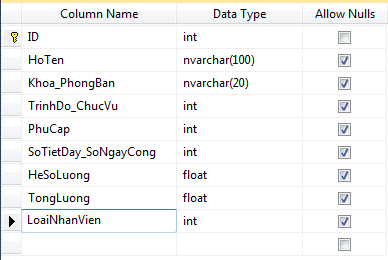 Column Name Data Type Allow Nulls
ID int
HoTen nvarchar(100)
Khoa_PhongBan nvarchar(20)
TrinhDo_ChucVu int
PhuCap int
SoTietDay_SoNgayCong int
HeSoLuong float
TongLuong float
LoaiNhanVien int